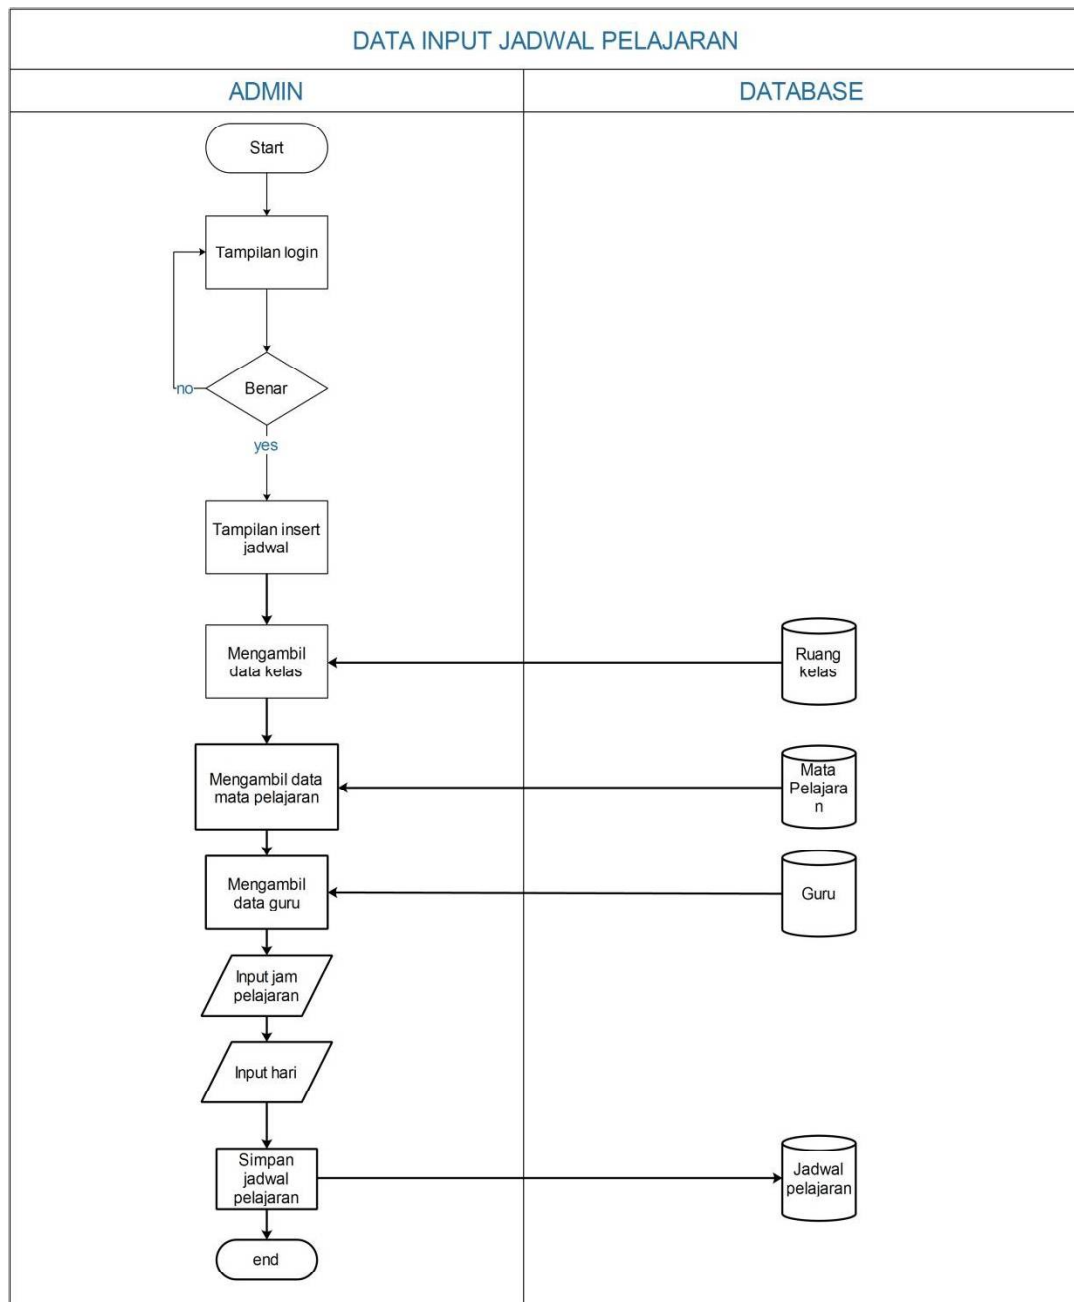 DATA INPUT JADWAL PELAJARAN
ADMIN
DATABASE
Start
Tampilan login
Benar
no
yes
Tampilan insert
jadwal
Mengambil
data kelas
Ruang
kelas
Mengambil data
mata pelajaran
Mata
Pelajara
n
Mengambil
data guru
Guru
Input jam
pelajaran
Input hari
Simpan
jadwal
pelajaran
Jadwal
pelajaran
end